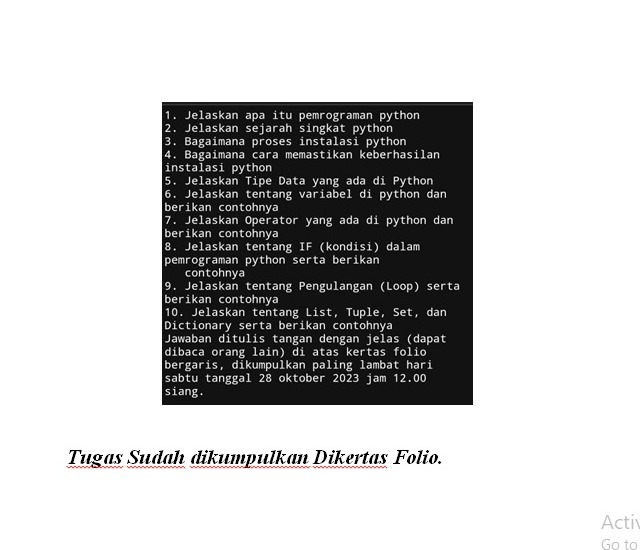 1. Jelaskan apa itu pemrograman python
2. Jelaskan sejarah singkat python
3. Bagaimana proses instalasi python
4. Bagaimana cara memastikan keberhasilan
instalasi python
5. Jelaskan Tipe Data yang ada di Python
6. Jelaskan tentang variabel di python dan
berikan contohnya
7. Jelaskan Operator yang ada di python dan
berikan contohnya
8. Jelaskan tentang IF (kondisi) dalam
pemrograman python serta berikan
contohnya
9. Jelaskan tentang Pengulangan (Loop) serta
berikan contohnya
10. Jelaskan tentang List, Tuple, Set, dan
Dictionary serta berikan contohnya
Jawaban ditulis tangan dengan jelas (dapat
dibaca orang lain) di atas kertas folio
bergaris, dikumpulkan paling lambat hari
sabtu tanggal 28 oktober 2023 jam 12.00
siang.
Tugas Sudah dikumpulkan Dikertas Folio.
Activ
Go to